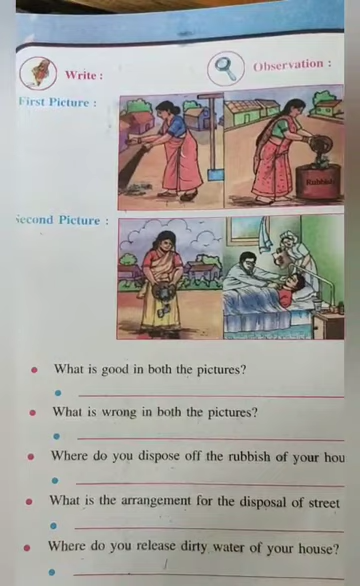 Write :
Observation :
First Picture :
Rubbish
Second Picture :
What is good in both the pictures?
What is wrong in both the pictures?
Where do you dispose off the rubbish of your hou
What is the arrangement for the disposal of street
Where do you release dirty water of your house?